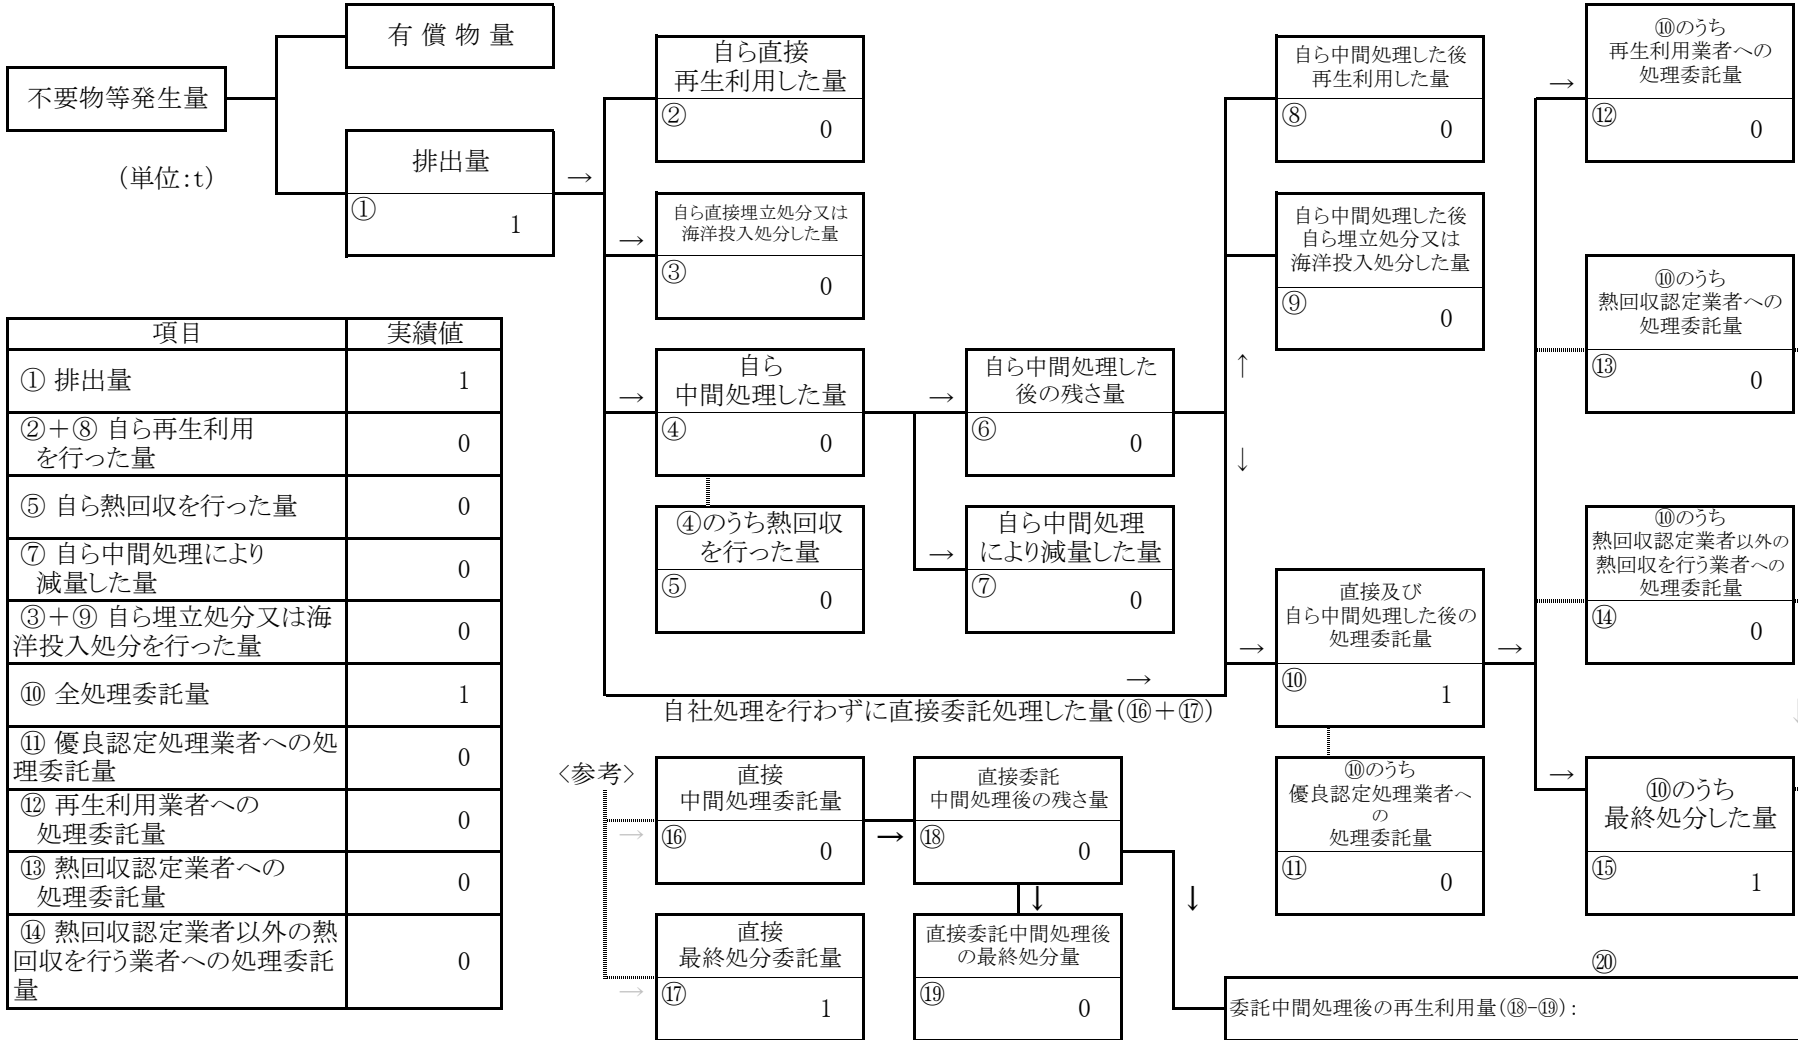 有 償 物 量
不要物等発生量
(単位:t)
排出量
①
1
→
自ら直接
再生利用した量
②
0
→
自ら直接埋立処分又は
海洋投入処分した量
③
0
→
自ら
中間処理した量
④
0
④のうち熱回収
を行った量
⑤
0
→
自ら中間処理した
後の残さ量
⑥
0
→
自ら中間処理
により減量した量
⑦
0
自ら中間処理した後
再生利用した量
⑧
0
自ら中間処理した後
自ら埋立処分又は
海洋投入処分した量
⑨
0
↑
↓
→
自社処理を行わずに直接委託処理した量(⑯+⑰)
→
直接及び
自ら中間処理した後の
処理委託量
⑩
1
⑩のうち
優良認定処理業者へ
の
処理委託量
⑪
0
→
→
⑩のうち
再生利用業者への
処理委託量
⑫
0
⑩のうち
熱回収認定業者への
処理委託量
⑬
0
⑩のうち
熱回収認定業者以外の
熱回収を行う業者への
処理委託量
⑭
0
↓
→
⑩のうち
最終処分した量
⑮
1
項目 実績値
① 排出量 1
②+⑧ 自ら再生利用
を行った量 0
⑤ 自ら熱回収を行った量 0
⑦ 自ら中間処理により
減量した量 0
③+⑨ 自ら埋立処分又は海
洋投入処分を行った量 0
⑩ 全処理委託量 1
⑪ 優良認定処理業者への処
理委託量 0
⑫ 再生利用業者への
処理委託量 0
⑬ 熱回収認定業者への
処理委託量 0
⑭ 熱回収認定業者以外の熱
回収を行う業者への処理委託
量 0
<参考>
→
直接
中間処理委託量
⑯
0
→
直接委託
中間処理後の残さ量
⑱
0
→
直接
最終処分委託量
⑰
1
↓
直接委託中間処理後
の最終処分量
⑲
0
↓
⑳
委託中間処理後の再生利用量(⑱-⑲):